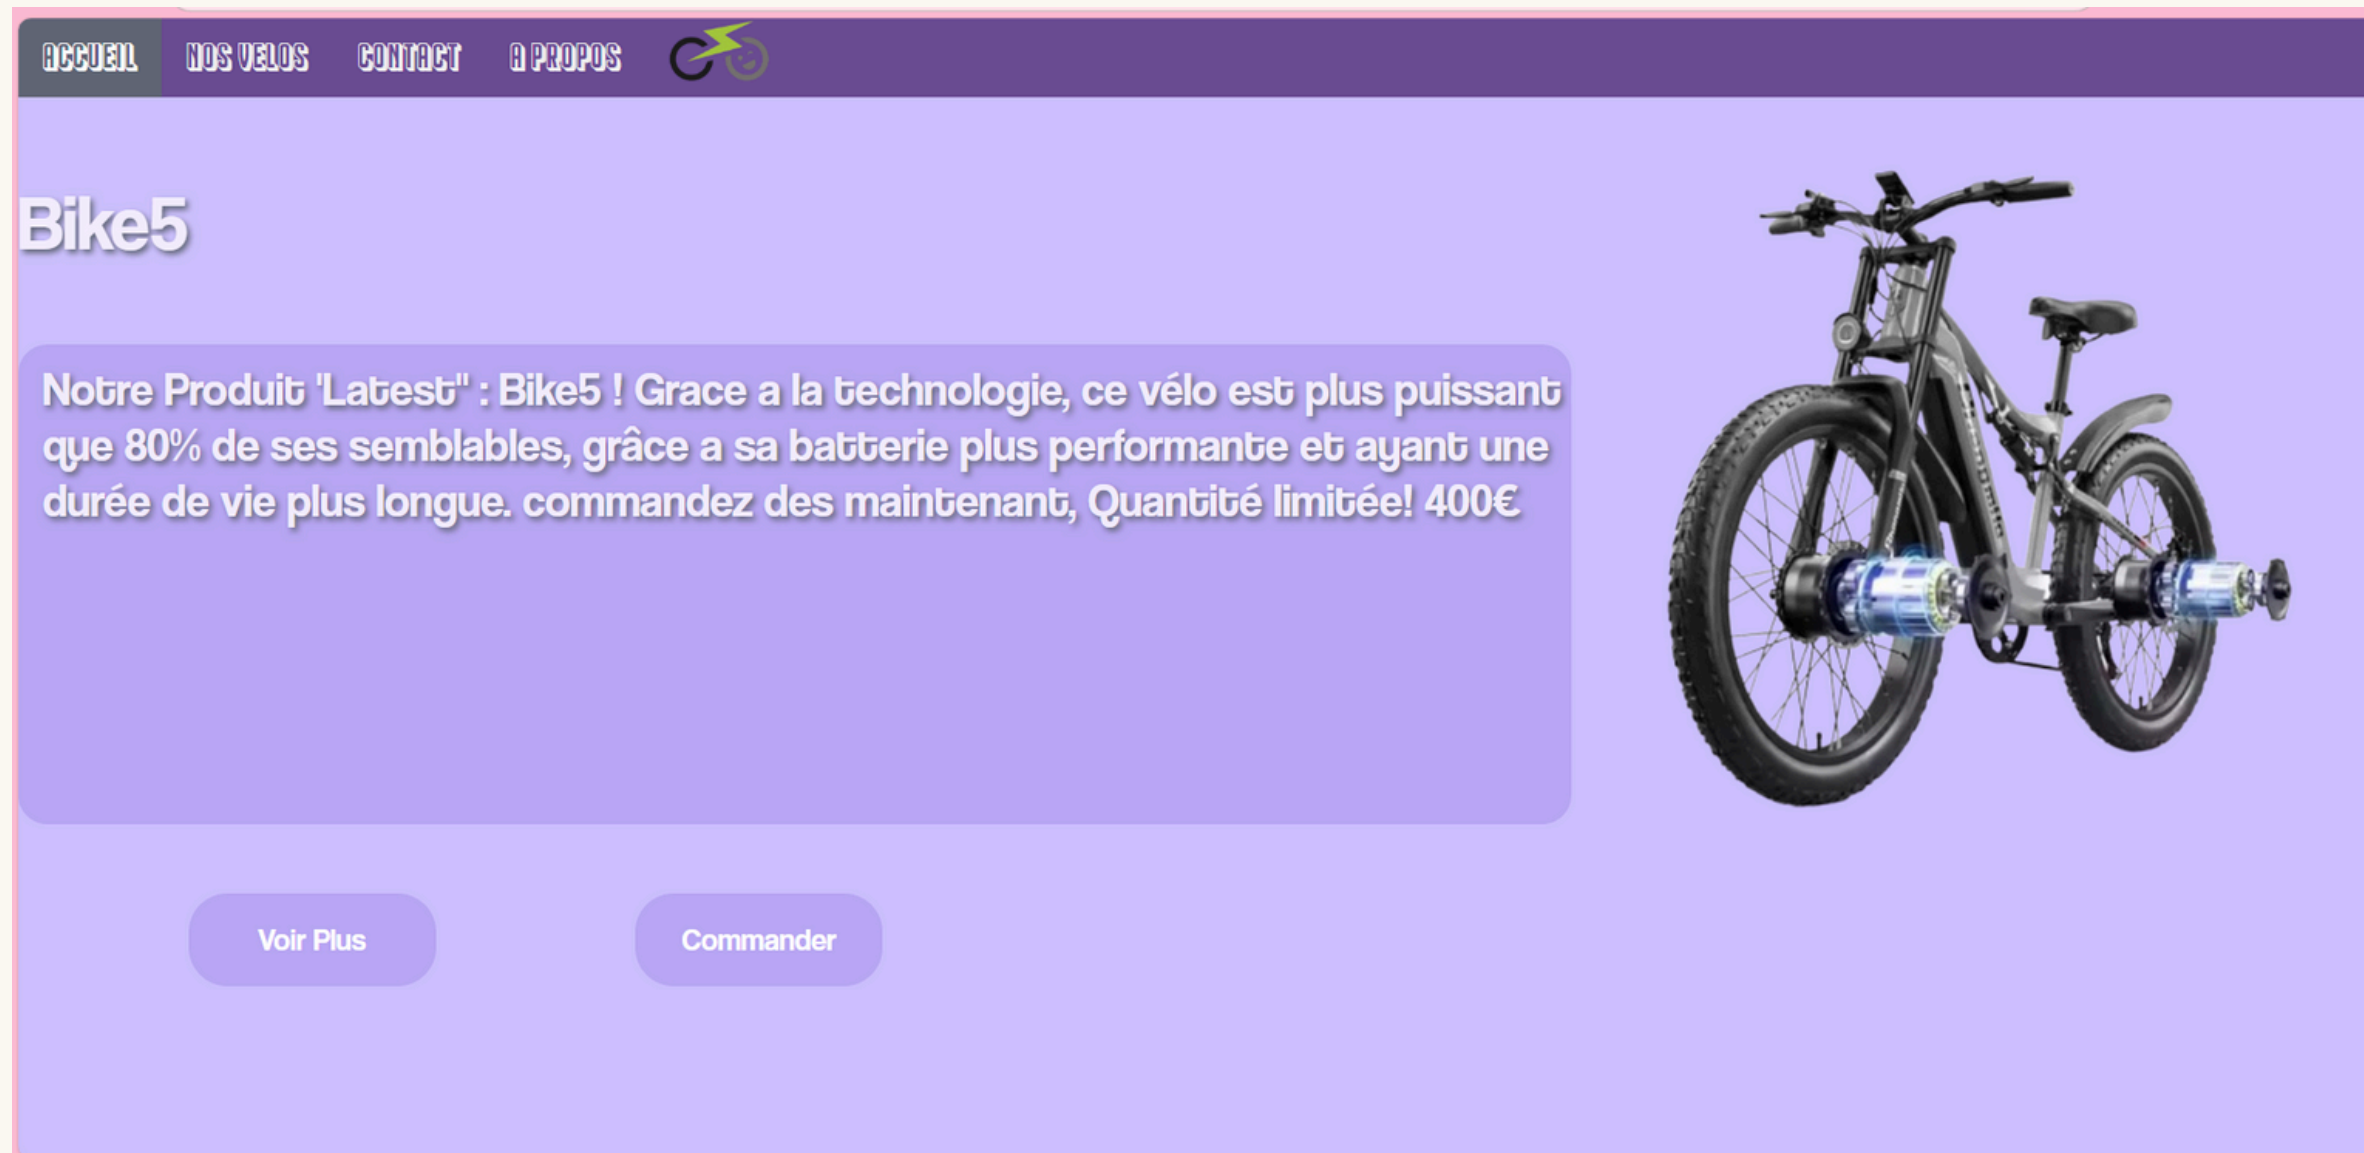 ACCUEIL NOS VELOS CONTACT A PROPOS
Bike5
Notre Produit 'Latest" : Bike5 ! Grace a la technologie, ce vélo est plus puissant
que 80% de ses semblables, grâce a sa batterie plus performante et ayant une
durée de vie plus longue. commandez des maintenant, Quantité limitée! 400€
Voir Plus Commander